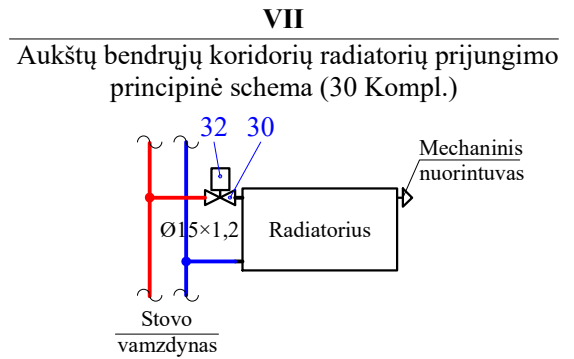 VII
Aukštų bendrųjų koridorių radiatorių prijungimo
principinė schema (30 Kompl.)
32 30
Mechaninis
nuorintuvas
Ø15×1,2
Radiatorius
Stovo
vamzdynas